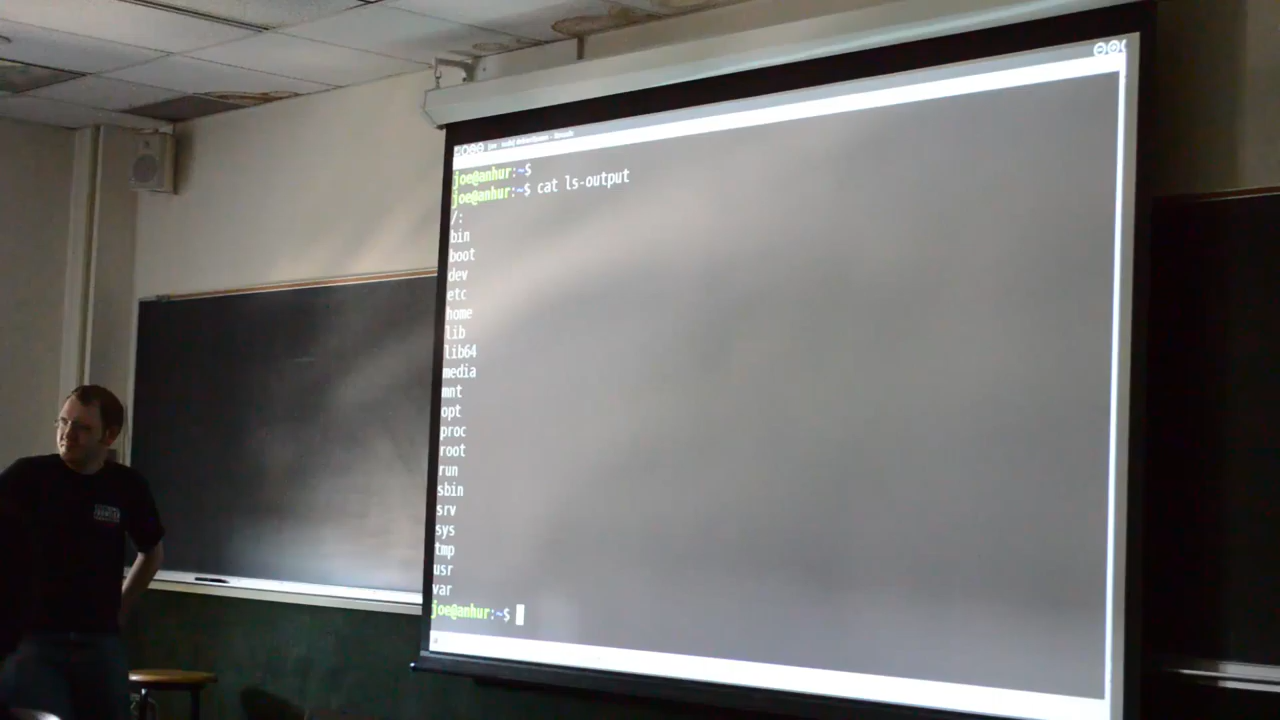 joe@anhur:~$
joe@anhur:~$ cat ls-output
/:
bin
boot
dev
etc
home
lib
lib64
media
mnt
opt
proc
root
run
sbin
srv
sys
tmp
usr
var
joe@anhur:~$